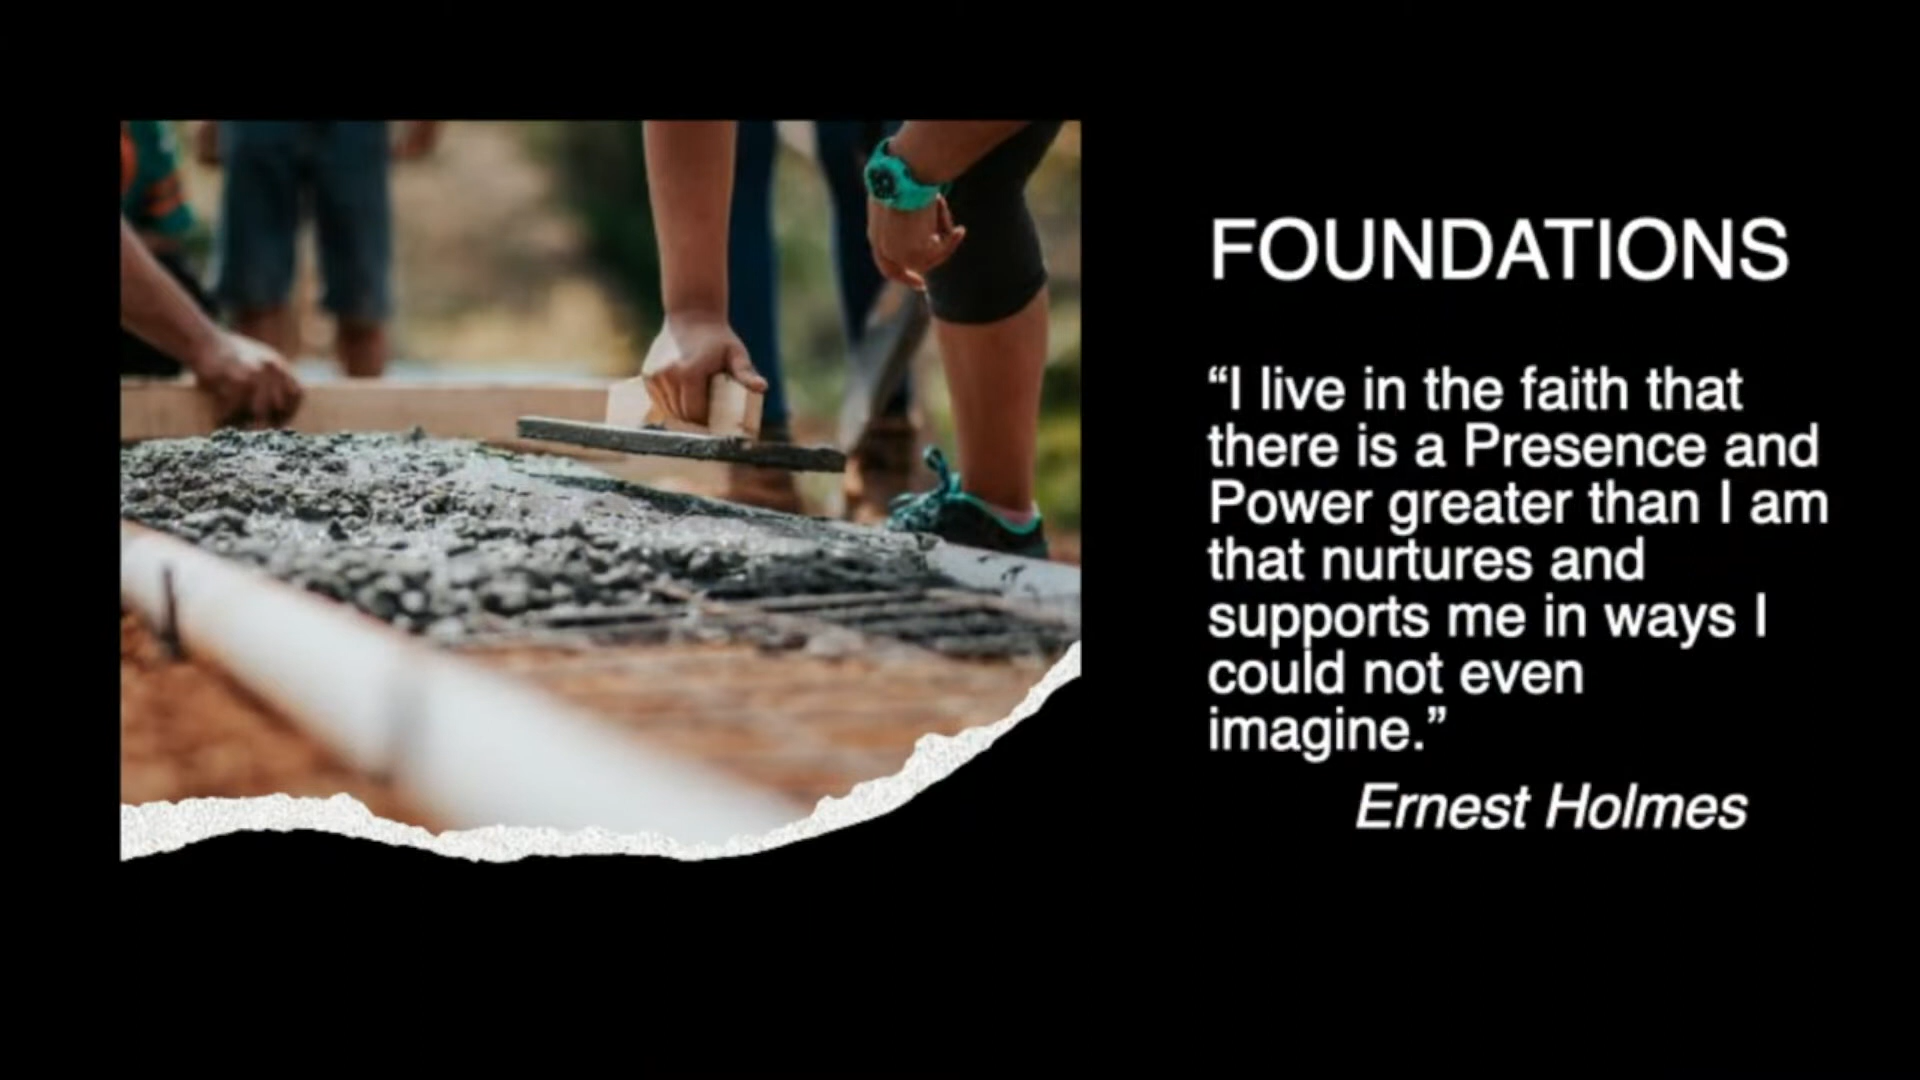 FOUNDATIONS
“I live in the faith that
there is a Presence and
Power greater than I am
that nurtures and
supports me in ways I
could not even
imagine.”
Ernest Holmes